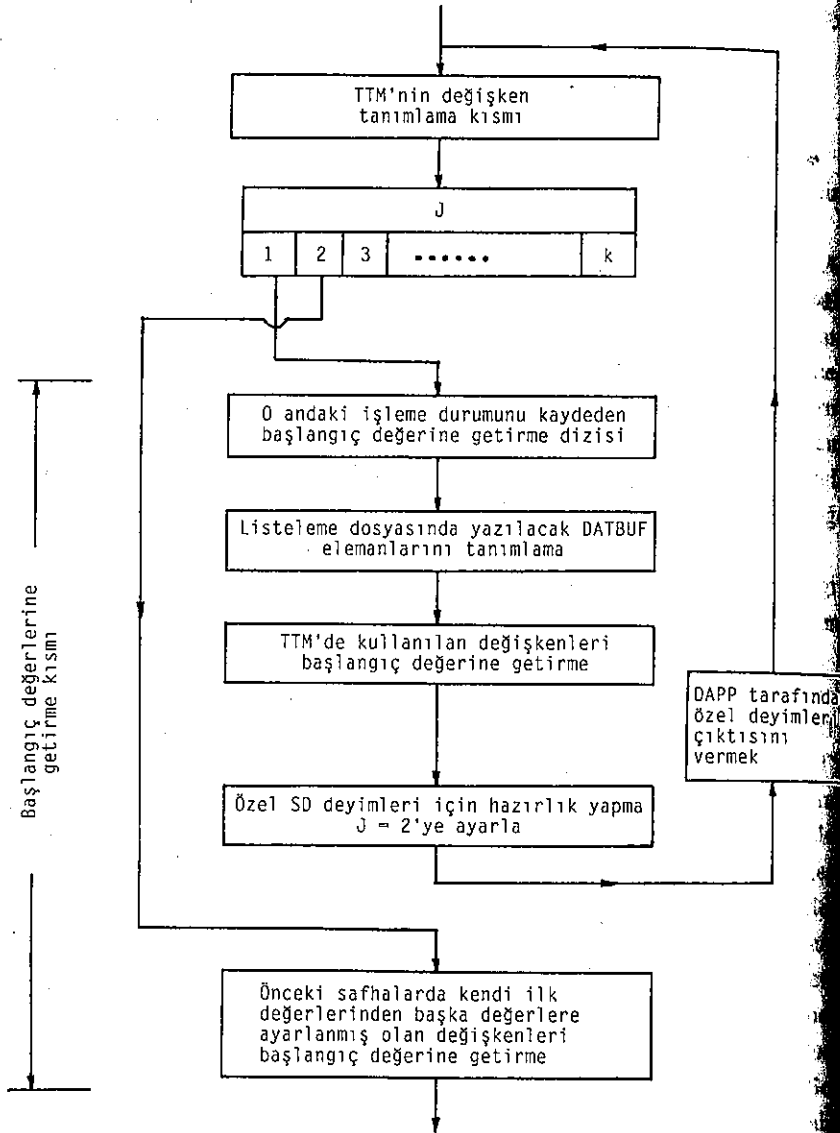 TTM'nin değişken
tanımlama kısmı
J
1 2 3 ...... k
O andaki işleme durumunu kaydeden
başlangıç değerine getirme dizisi
Listeleme dosyasında yazılacak DATBUF
elemanlarını tanımlama
TTM'de kullanılan değişkenleri
başlangıç değerine getirme
Başlangıç değerlerine
getirme kısmı
DAPP tarafında
özel deyimleri
çıktısını
vermek
Özel SD deyimleri için hazırlık yapma
J = 2'ye ayarla
Önceki safhalarda kendi ilk
değerlerinden başka değerlere
ayarlanmış olan değişkenleri
başlangıç değerine getirme